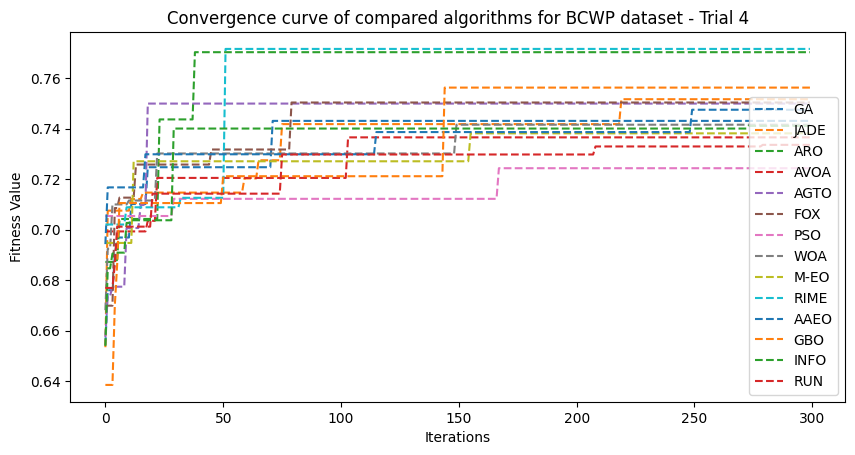 Convergence curve of compared algorithms for BCWP dataset - Trial 4
Fitness Value
0.76
0.74
0.72
0.70
0.68
0.66
0.64
0
50
100
150
200
250
300
Iterations
GA
JADE
ARO
AVOA
AGTO
FOX
PSO
WOA
M-EO
RIME
AAEO
GBO
INFO
RUN